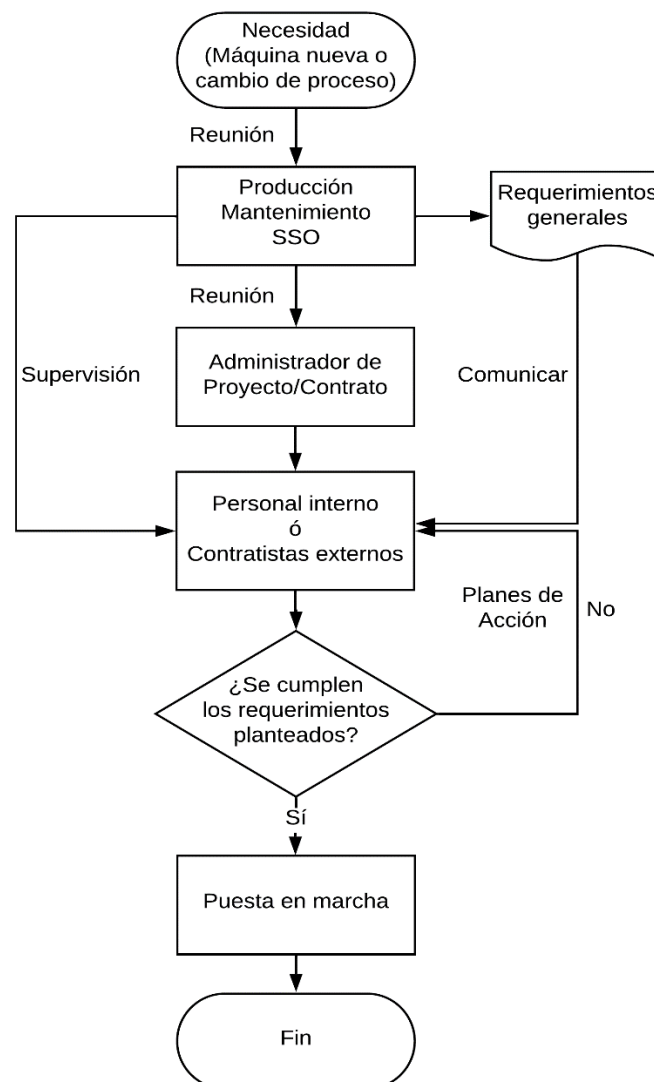 Necesidad
(Máquina nueva o
cambio de proceso)
Reunión
Producción
Mantenimiento
SSO
Requerimientos
generales
Reunión
Supervisión
Administrador de
Proyecto/Contrato
Comunicar
Personal interno
ó
Contratistas externos
Planes de
Acción
No
¿Se cumplen
los requerimientos
planteados?
Sí
Puesta en marcha
Fin